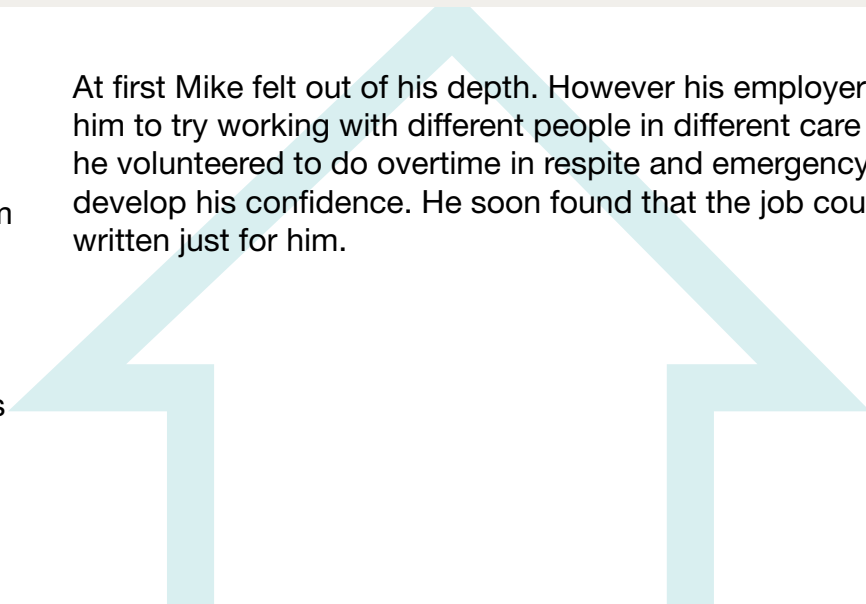 At first Mike felt out of his depth. However his employer
him to try working with different people in different care
he volunteered to do overtime in respite and emergency
develop his confidence. He soon found that the job cou
written just for him.